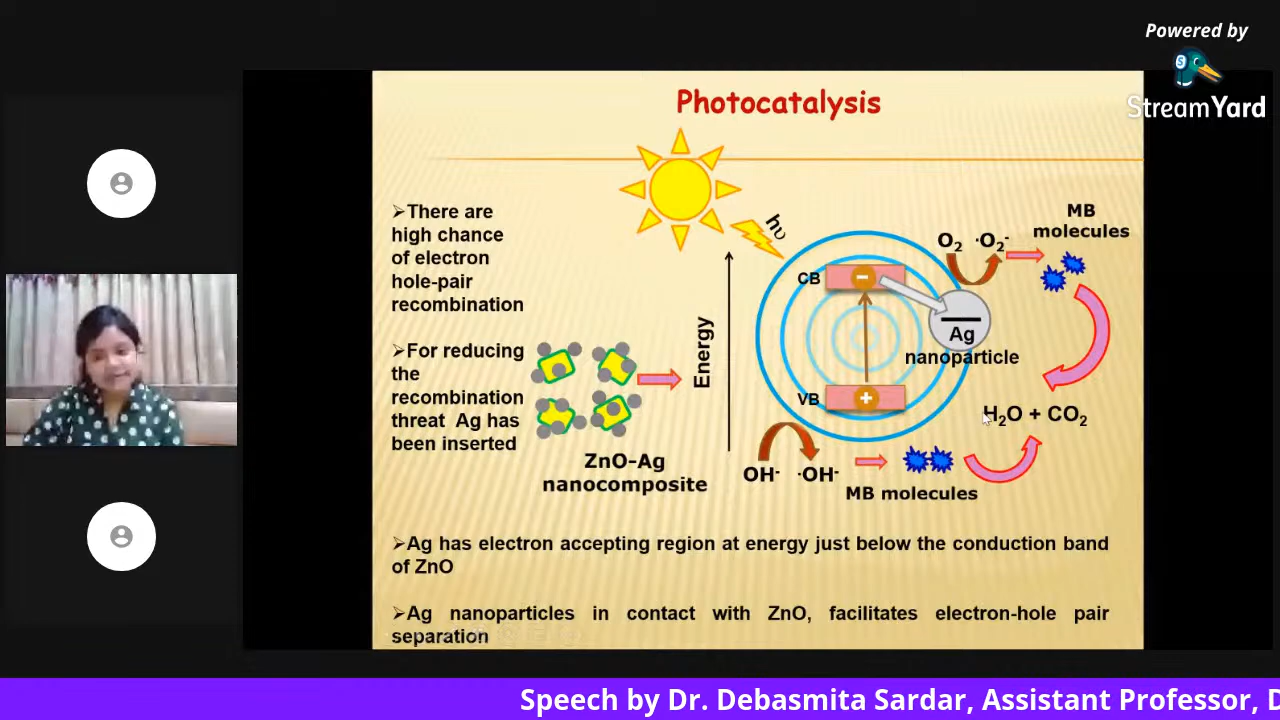 Powered by
StreamYard
Photocatalysis
➢There are
high chance
of electron
hole-pair
recombination
➢For reducing
the
recombination
threat Ag has
been inserted
ZnO-Ag
nanocomposite
Energy
hυ
CB
VB
O₂ ·O₂⁻
MB
molecules
Ag
nanoparticle
H₂O + CO₂
OH⁻ ·OH⁻
MB molecules
➢Ag has electron accepting region at energy just below the conduction band
of ZnO
➢Ag nanoparticles in contact with ZnO, facilitates electron-hole pair
separation
Speech by Dr. Debasmita Sardar, Assistant Professor, D